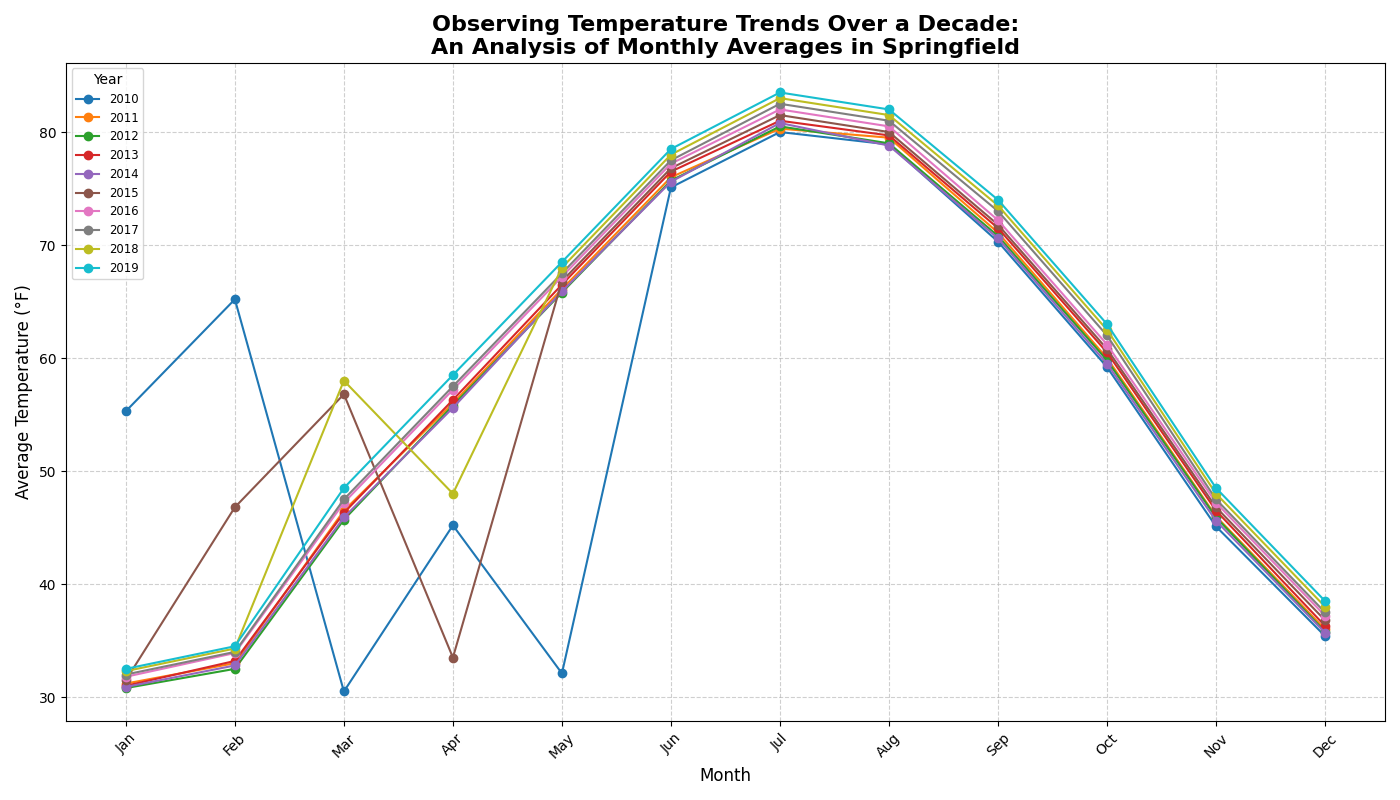 Observing Temperature Trends Over a Decade:
An Analysis of Monthly Averages in Springfield
Year
2010
2011
2012
2013
2014
2015
2016
2017
2018
2019
Average Temperature (°F)
80
70
60
50
40
30
Jan
Feb
Mar
Apr
May
Jun
Jul
Aug
Sep
Oct
Nov
Dec
Month